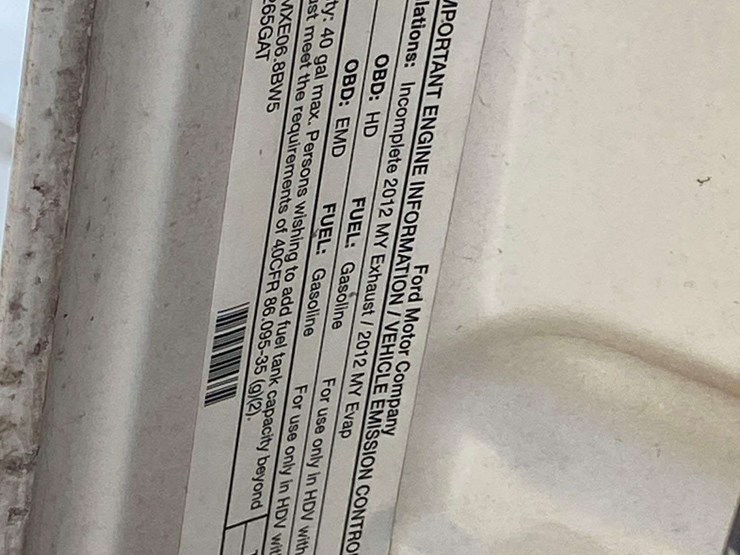 Ford Motor Company
IMPORTANT ENGINE INFORMATION / VEHICLE EMISSION CONTRO
lations: Incomplete 2012 MY Exhaust / 2012 MY Evap
OBD: HD FUEL: Gasoline For use only in HDV with
OBD: EMD FUEL: Gasoline For use only in HDV wit
ty: 40 gal max. Persons wishing to add fuel tank capacity beyond
ust meet the requirements of 40CFR 86.095-35 (g)(2).
MXE06.8BW5
265GAT